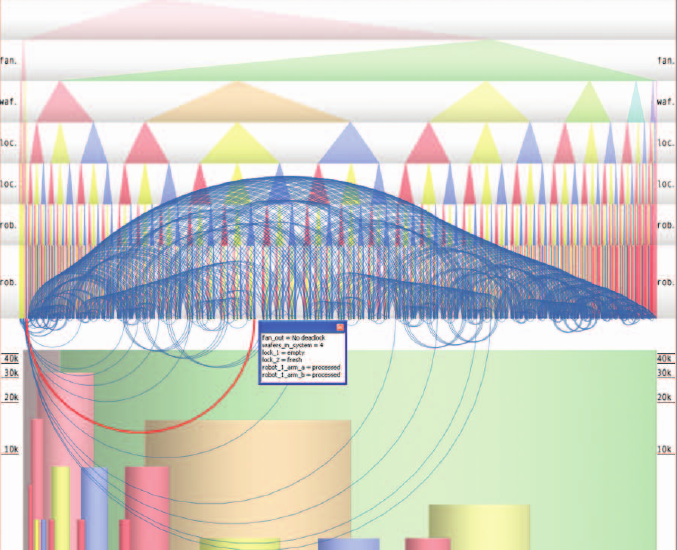 fan.
fan.
waf.
waf.
loc.
loc.
loc.
loc.
rob.
rob.
rob.
rob.
fan_out = No deadlock
wafers_in_system = 4
lock_1 = empty
lock_2 = fresh
robot_1_arm_a = processed
robot_1_arm_b = processed
40k
40k
30k
30k
20k
20k
10k
10k